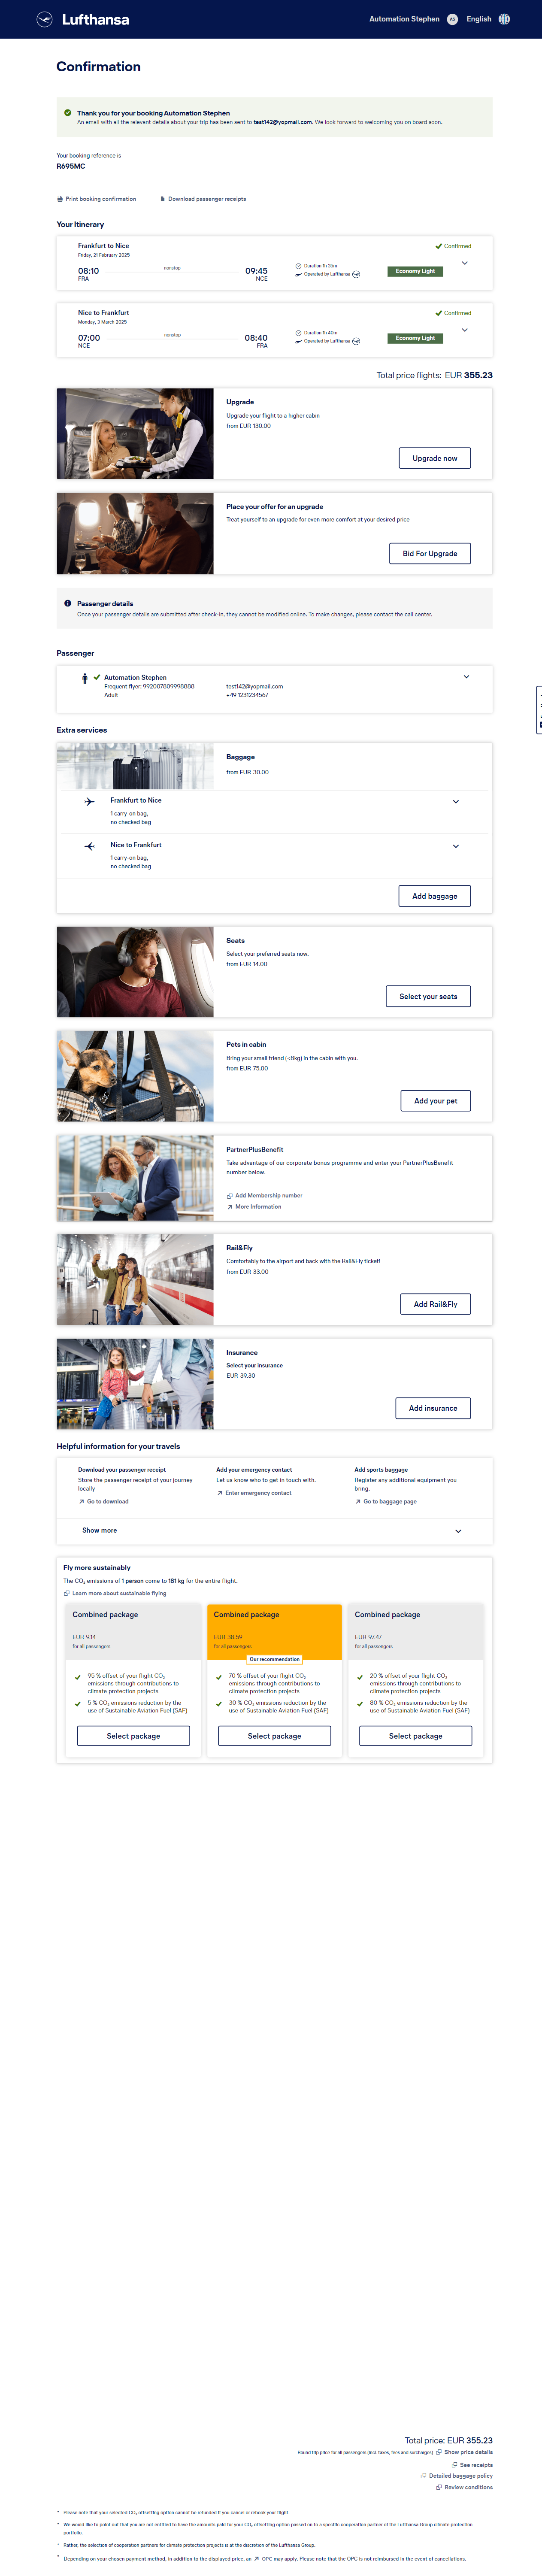 Lufthansa
Automation Stephen AS English
Confirmation
Thank you for your booking Automation Stephen
An email with all the relevant details about your trip has been sent to test142@yopmail.com. We look forward to welcoming you on board soon.
Your booking reference is
R695MC
Print booking confirmation Download passenger receipts
Your Itinerary
Frankfurt to Nice Confirmed
Friday, 21 February 2025
08:10 nonstop 09:45 Duration 1h 35m
FRA NCE Operated by Lufthansa Economy Light
Nice to Frankfurt Confirmed
Monday, 3 March 2025
07:00 nonstop 08:40 Duration 1h 40m
NCE FRA Operated by Lufthansa Economy Light
Total price flights: EUR 355.23
Upgrade
Upgrade your flight to a higher cabin
from EUR 130.00
Upgrade now
Place your offer for an upgrade
Treat yourself to an upgrade for even more comfort at your desired price
Bid For Upgrade
Passenger details
Once your passenger details are submitted after check-in, they cannot be modified online. To make changes, please contact the call center.
Passenger
Automation Stephen
Frequent flyer: 992007809998888 test142@yopmail.com
Adult +49 1231234567
Extra services
Baggage
from EUR 30.00
Frankfurt to Nice
1 carry-on bag,
no checked bag
Nice to Frankfurt
1 carry-on bag,
no checked bag
Add baggage
Seats
Select your preferred seats now.
from EUR 14.00
Select your seats
Pets in cabin
Bring your small friend (<8kg) in the cabin with you.
from EUR 75.00
Add your pet
PartnerPlusBenefit
Take advantage of our corporate bonus programme and enter your PartnerPlusBenefit
number below.
Add Membership number
More Information
Rail&Fly
Comfortably to the airport and back with the Rail&Fly ticket!
from EUR 33.00
Add Rail&Fly
Insurance
Select your insurance
EUR 39.30
Add insurance
Helpful information for your travels
Download your passenger receipt
Store the passenger receipt of your journey
locally
Go to download
Add your emergency contact
Let us know who to get in touch with.
Enter emergency contact
Add sports baggage
Register any additional equipment you
bring.
Go to baggage page
Show more
Fly more sustainably
The CO₂ emissions of 1 person come to 181 kg for the entire flight.
Learn more about sustainable flying
Combined package
EUR 9.14
for all passengers
95 % offset of your flight CO₂
emissions through contributions to
climate protection projects
5 % CO₂ emissions reduction by the
use of Sustainable Aviation Fuel (SAF)
Select package
Combined package
EUR 38.59
for all passengers
Our recommendation
70 % offset of your flight CO₂
emissions through contributions to
climate protection projects
30 % CO₂ emissions reduction by the
use of Sustainable Aviation Fuel (SAF)
Select package
Combined package
EUR 97.47
for all passengers
20 % offset of your flight CO₂
emissions through contributions to
climate protection projects
80 % CO₂ emissions reduction by the
use of Sustainable Aviation Fuel (SAF)
Select package
Total price: EUR 355.23
Round trip price for all passengers (incl. taxes, fees and surcharges) Show price details
See receipts
Detailed baggage policy
Review conditions
* Please note that your selected CO₂ offsetting option cannot be refunded if you cancel or rebook your flight.
* We would like to point out that you are not entitled to have the amounts paid for your CO₂ offsetting option passed on to a specific cooperation partner of the Lufthansa Group climate protection
portfolio.
* Rather, the selection of cooperation partners for climate protection projects is at the discretion of the Lufthansa Group.
* Depending on your chosen payment method, in addition to the displayed price, an OPC may apply. Please note that the OPC is not reimbursed in the event of cancellations.